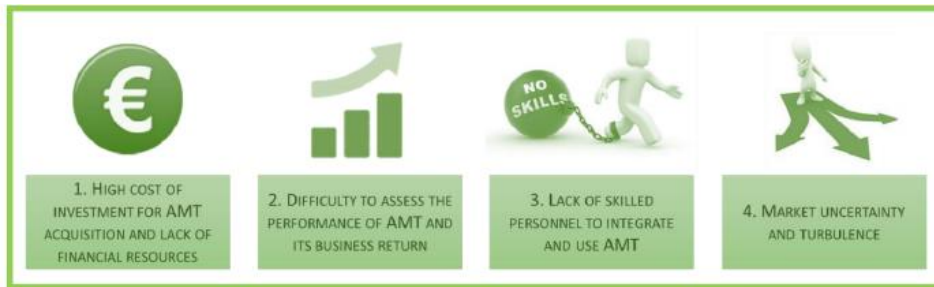 €
NO
SKILLS
1. HIGH COST OF
INVESTMENT FOR AMT
ACQUISITION AND LACK OF
FINANCIAL RESOURCES
2. DIFFICULTY TO ASSESS THE
PERFORMANCE OF AMT AND
ITS BUSINESS RETURN
3. LACK OF SKILLED
PERSONNEL TO INTEGRATE
AND USE AMT
4. MARKET UNCERTAINTY
AND TURBULENCE